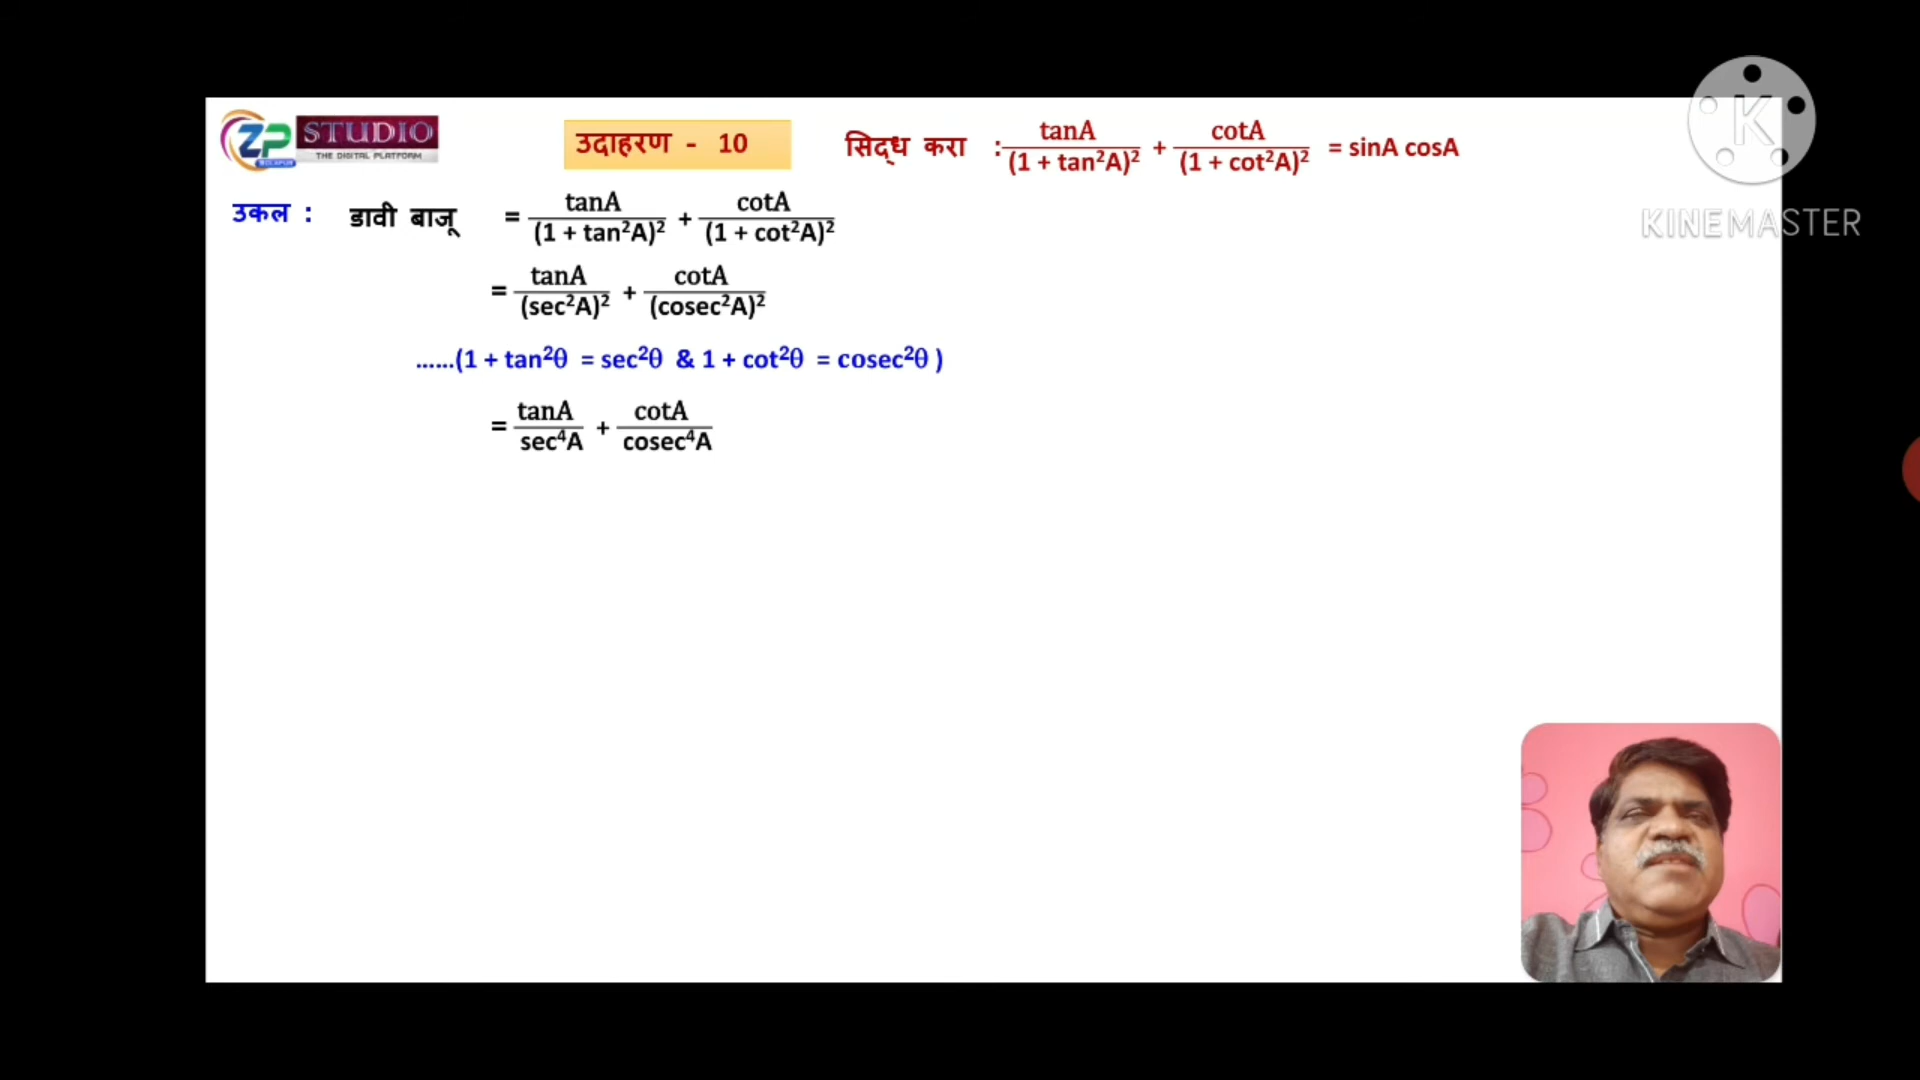 ZP STUDIO
THE DIGITAL PLATFORM
SOLAPUR
उदाहरण - 10
सिद्ध करा : tanA/(1 + tan²A)² + cotA/(1 + cot²A)² = sinA cosA
K
KINEMASTER
उकल : डावी बाजू = tanA/(1 + tan²A)² + cotA/(1 + cot²A)²
= tanA/(sec²A)² + cotA/(cosec²A)²
......(1 + tan²θ = sec²θ & 1 + cot²θ = cosec²θ )
= tanA/sec⁴A + cotA/cosec⁴A